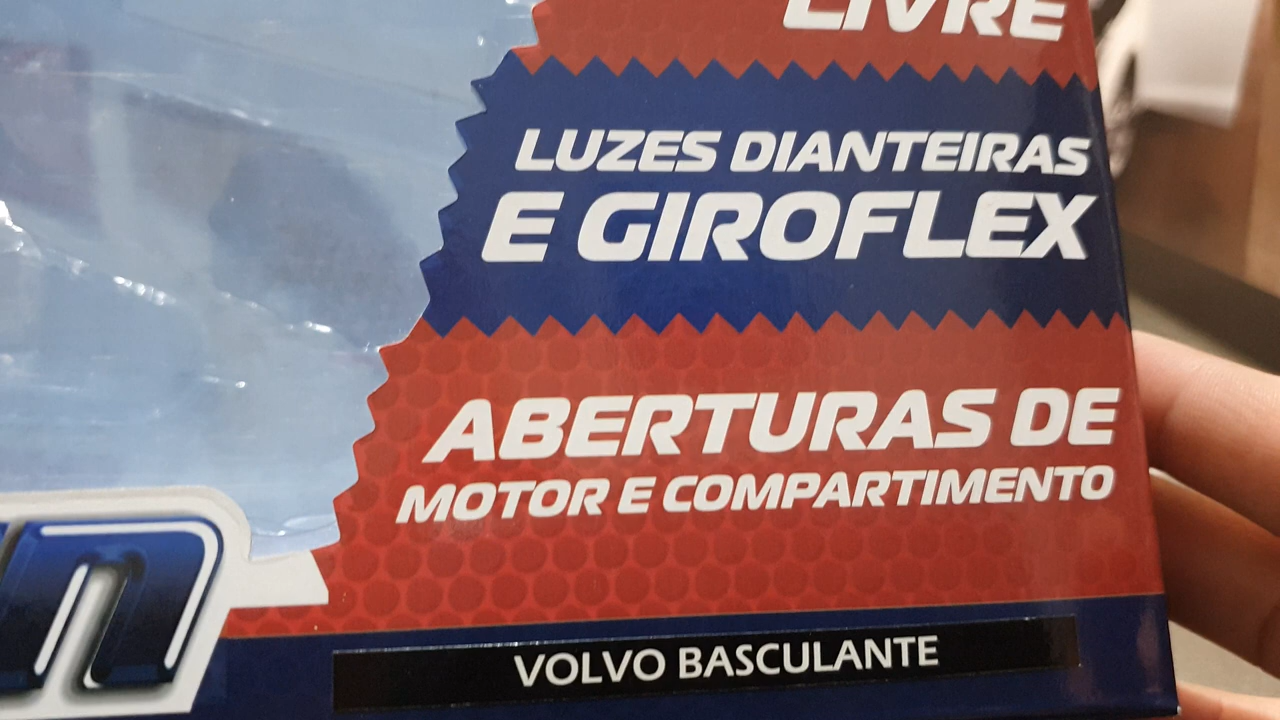 LIVRE
LUZES DIANTEIRAS
E GIROFLEX
ABERTURAS DE
MOTOR E COMPARTIMENTO
n
VOLVO BASCULANTE